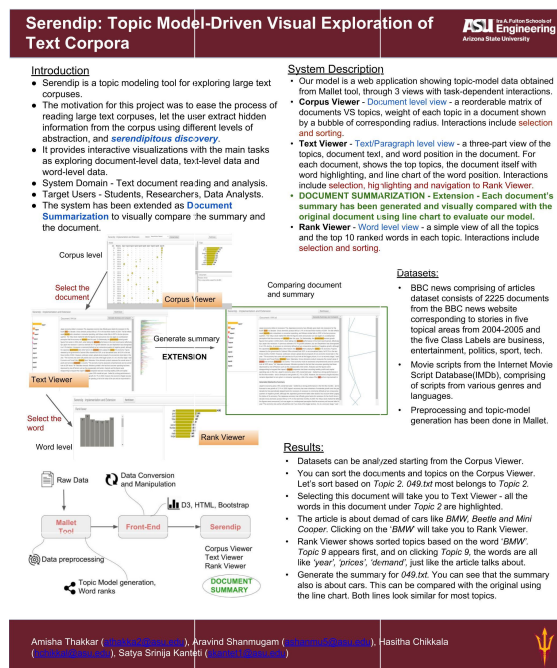 Serendip: Topic Model-Driven Visual Exploration of
Text Corpora
ASU Ira A. Fulton Schools of
Engineering
Arizona State University
Introduction
● Serendip is a topic modeling tool for exploring large text
corpuses.
● The motivation for this project was to ease the process of
reading large text corpuses, let the user extract hidden
information from the corpus using different levels of
abstraction, and serendipitous discovery.
● It provides interactive visualizations with the main tasks
as exploring document-level data, text-level data and
word-level data.
● System Domain - Text document reading and analysis.
● Target Users - Students, Researchers, Data Analysts.
● The system has been extended as Document
Summarization to visually compare the summary and
the document.
Corpus level
Select the
document
Corpus Viewer
Generate summary
EXTENSION
Comparing document
and summary
Text Viewer
Select the
word
Word level
Rank Viewer
Raw Data
Data Conversion
and Manipulation
D3, HTML, Bootstrap
Mallet
Tool
Front-End
Serendip
Data preprocessing
Topic Model generation,
Word ranks
Corpus Viewer
Text Viewer
Rank Viewer
DOCUMENT
SUMMARY
System Description
• Our model is a web application showing topic-model data obtained
from Mallet tool, through 3 views with task-dependent interactions.
• Corpus Viewer - Document level view - a reorderable matrix of
documents VS topics, weight of each topic in a document shown
by a bubble of corresponding radius. Interactions include selection
and sorting.
• Text Viewer - Text/Paragraph level view - a three-part view of the
topics, document text, and word position in the document. For
each document, shows the top topics, the document itself with
word highlighting, and line chart of the word position. Interactions
include selection, highlighting and navigation to Rank Viewer.
• DOCUMENT SUMMARIZATION - Extension - Each document's
summary has been generated and visually compared with the
original document using line chart to evaluate our model.
• Rank Viewer - Word level view - a simple view of all the topics
and the top 10 ranked words in each topic. Interactions include
selection and sorting.
Datasets:
• BBC news comprising of articles
dataset consists of 2225 documents
from the BBC news website
corresponding to stories in five
topical areas from 2004-2005 and
the five Class Labels are business,
entertainment, politics, sport, tech.
• Movie scripts from the Internet Movie
Script Database(IMDb), comprising
of scripts from various genres and
languages.
• Preprocessing and topic-model
generation has been done in Mallet.
Results:
• Datasets can be analyzed starting from the Corpus Viewer.
• You can sort the documents and topics on the Corpus Viewer.
Let's sort based on Topic 2. 049.txt most belongs to Topic 2.
• Selecting this document will take you to Text Viewer - all the
words in this document under Topic 2 are highlighted.
• The article is about demad of cars like BMW, Beetle and Mini
Cooper. Clicking on the 'BMW' will take you to Rank Viewer.
• Rank Viewer shows sorted topics based on the word 'BMW'.
Topic 9 appears first, and on clicking Topic 9, the words are all
like 'year', 'prices', 'demand', just like the article talks about.
• Generate the summary for 049.txt. You can see that the summary
also is about cars. This can be compared with the original using
the line chart. Both lines look similar for most topics.
Amisha Thakkar (athakka2@asu.edu), Aravind Shanmugam (ashanmu5@asu.edu), Hasitha Chikkala
(hchikkal@asu.edu), Satya Srinija Kanteti (skanteti1@asu.edu)